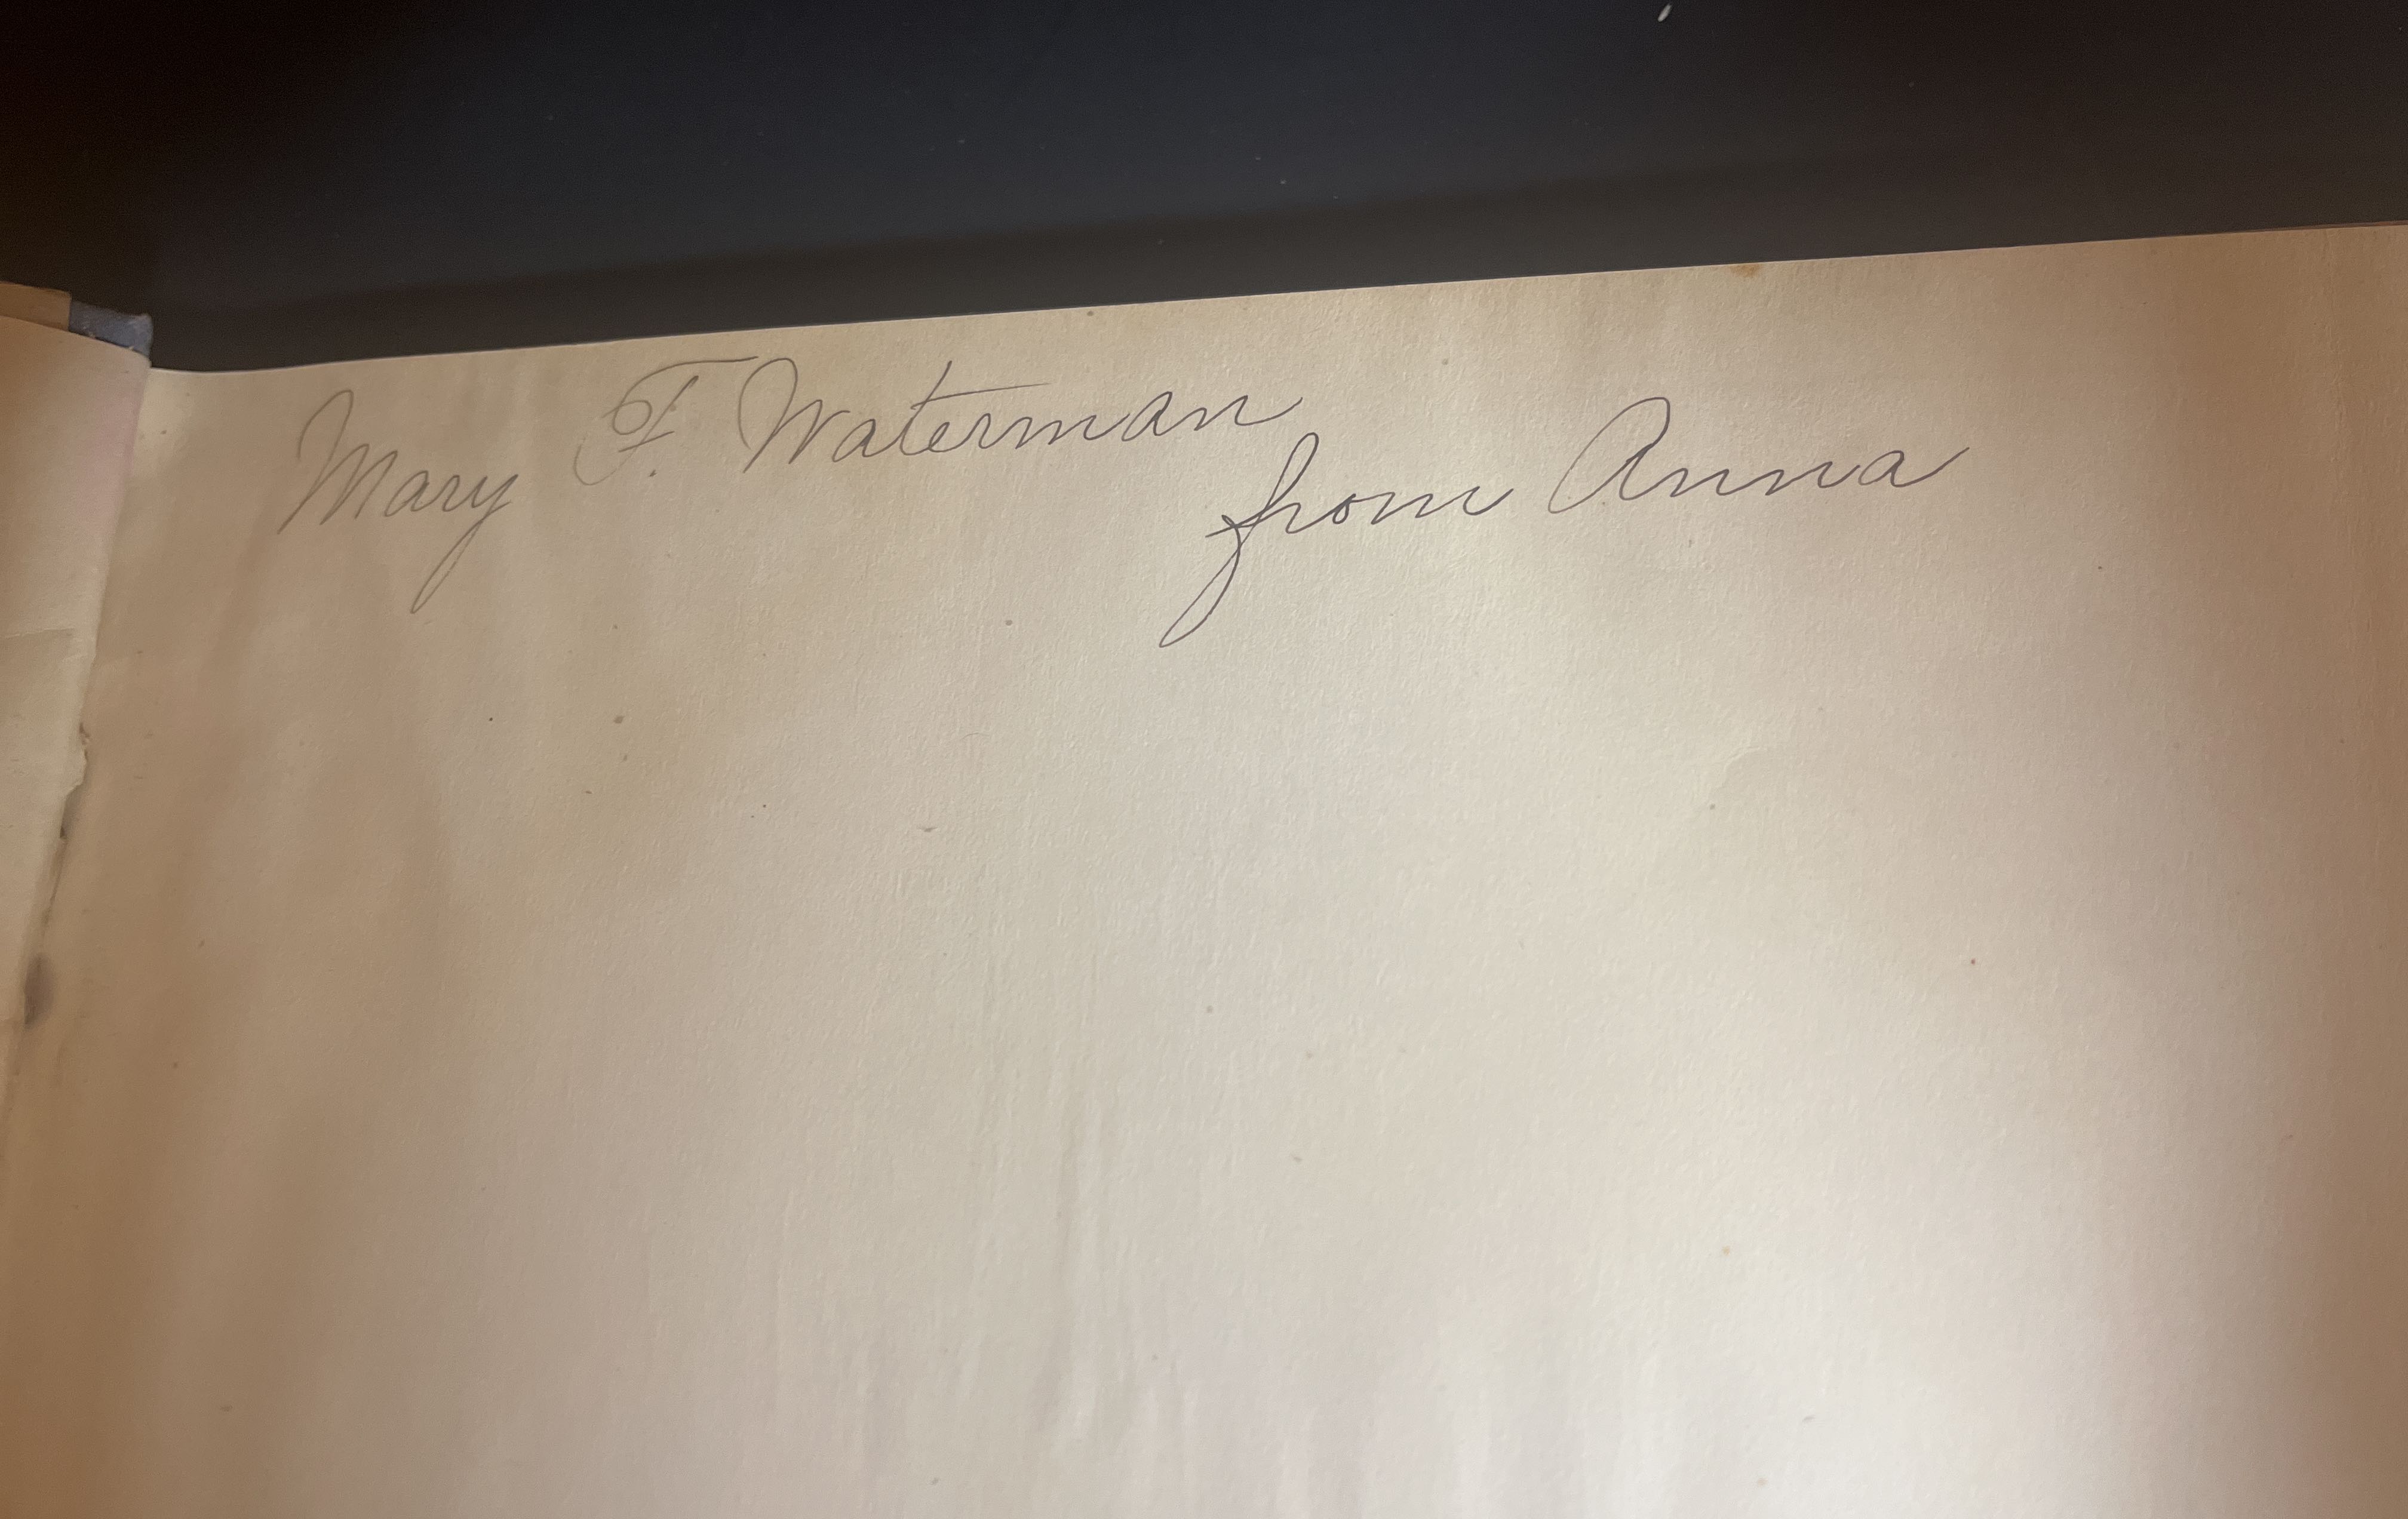 Mary F. Waterman
from Anna